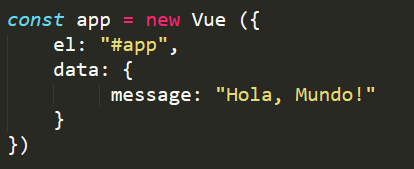 const app = new Vue ({
    el: "#app",
    data: {
         message: "Hola, Mundo!"
    }
})